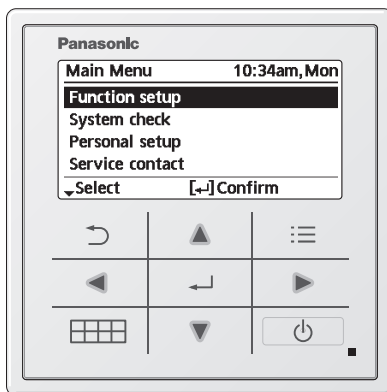 Panasonic
Main Menu 10:34am,Mon
Function setup
System check
Personal setup
Service contact
Select [↵]Confirm